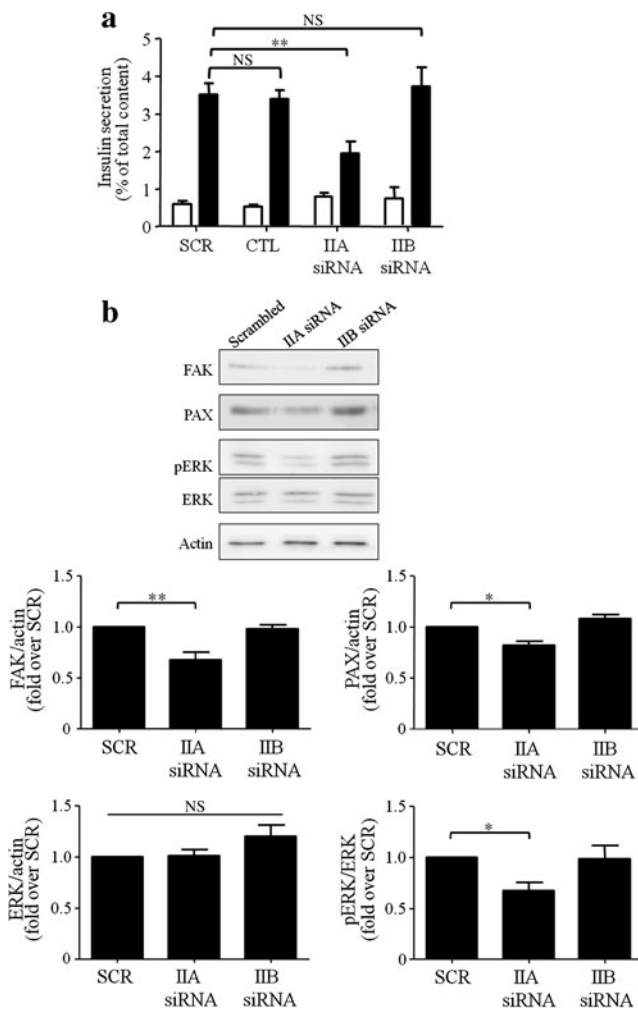 a
NS
**
NS
Insulin secretion
(% of total content)
5
4
3
2
1
0
SCR CTL IIA siRNA IIB siRNA
b
Scrambled
IIA siRNA
IIB siRNA
FAK
PAX
pERK
ERK
Actin
FAK/actin
(fold over SCR)
1.5
1.0
0.5
0
**
SCR IIA siRNA IIB siRNA
PAX/actin
(fold over SCR)
1.5
1.0
0.5
0
*
SCR IIA siRNA IIB siRNA
ERK/actin
(fold over SCR)
1.5
1.0
0.5
0
NS
SCR IIA siRNA IIB siRNA
pERK/ERK
(fold over SCR)
1.5
1.0
0.5
0
*
SCR IIA siRNA IIB siRNA